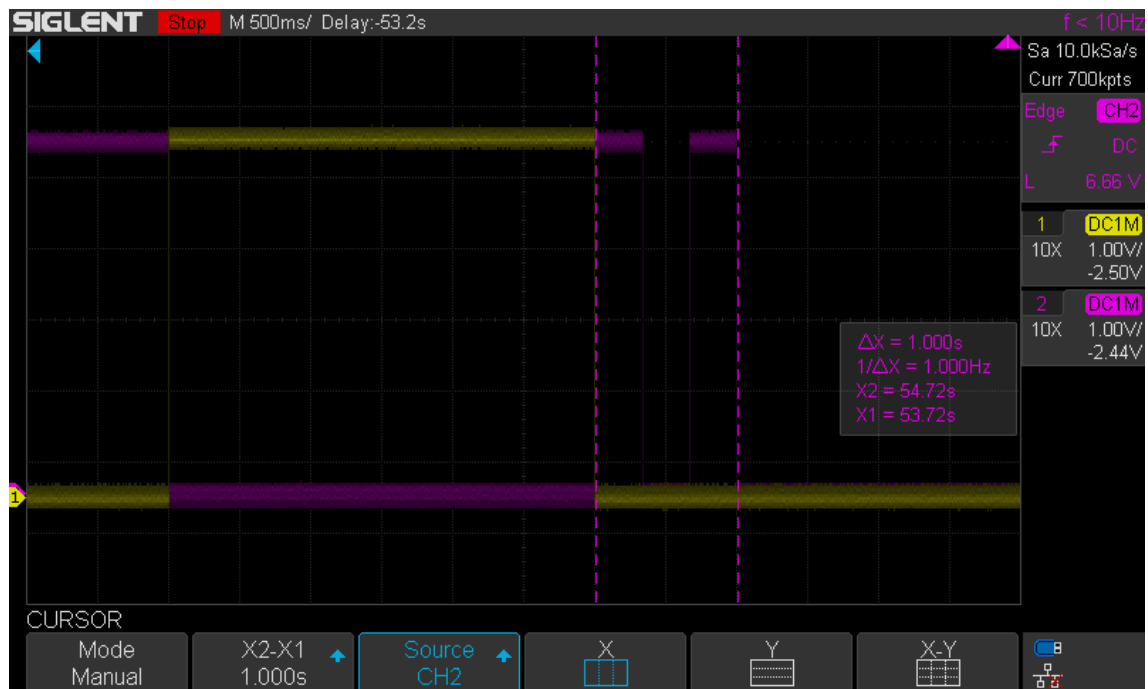 SIGLENT Stop M 500ms/ Delay:-53.2s f < 10Hz
Sa 10.0kSa/s
Curr 700kpts
Edge CH2
DC
L 6.66 V
1 DC1M
10X 1.00V/
-2.50V
2 DC1M
10X 1.00V/
-2.44V
ΔX = 1.000s
1/ΔX = 1.000Hz
X2 = 54.72s
X1 = 53.72s
1
CURSOR
Mode
Manual
X2-X1
1.000s
Source
CH2
X
Y
X-Y